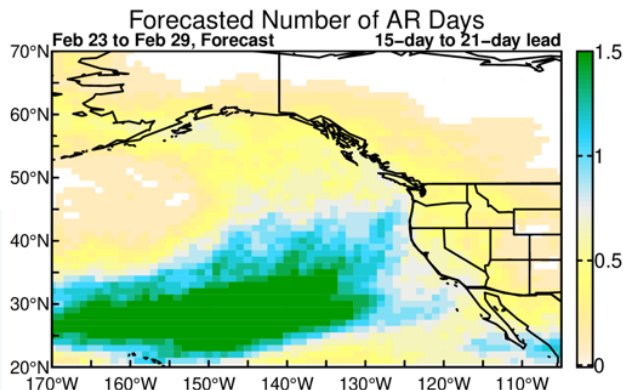 Forecasted Number of AR Days
Feb 23 to Feb 29, Forecast 15-day to 21-day lead
70°N
60°N
50°N
40°N
30°N
20°N
170°W 160°W 150°W 140°W 130°W 120°W 110°W
1.5
1
0.5
0